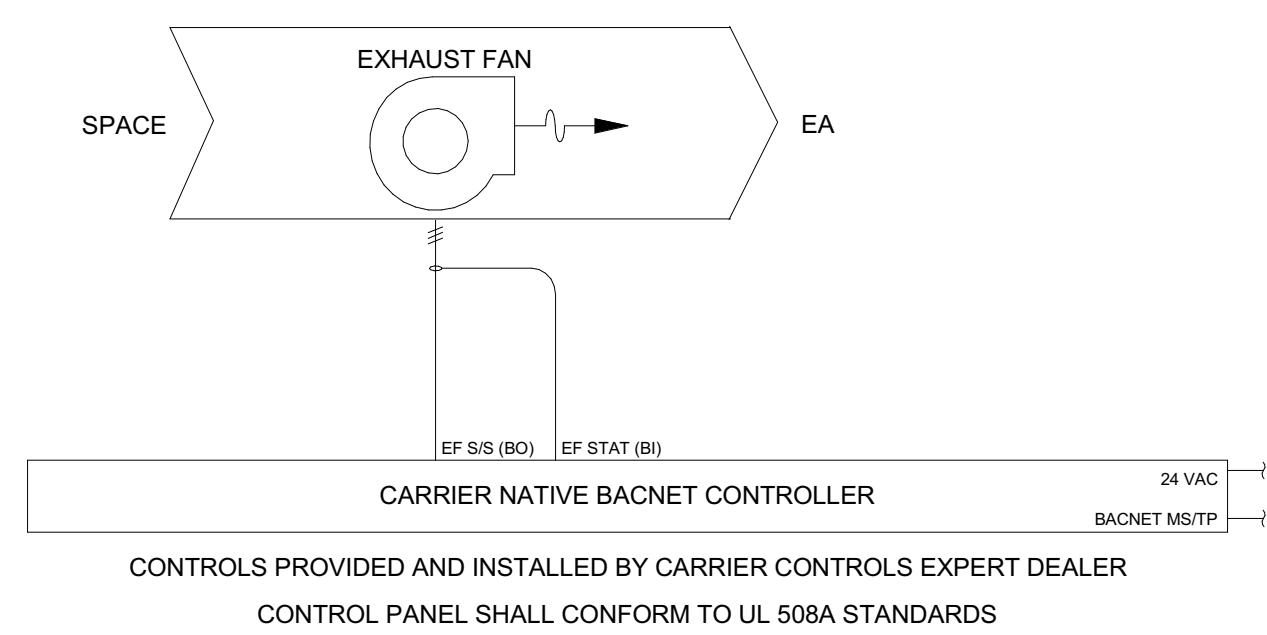 EXHAUST FAN
SPACE
EA
EF S/S (BO)
EF STAT (BI)
24 VAC
CARRIER NATIVE BACNET CONTROLLER
BACNET MS/TP
CONTROLS PROVIDED AND INSTALLED BY CARRIER CONTROLS EXPERT DEALER
CONTROL PANEL SHALL CONFORM TO UL 508A STANDARDS